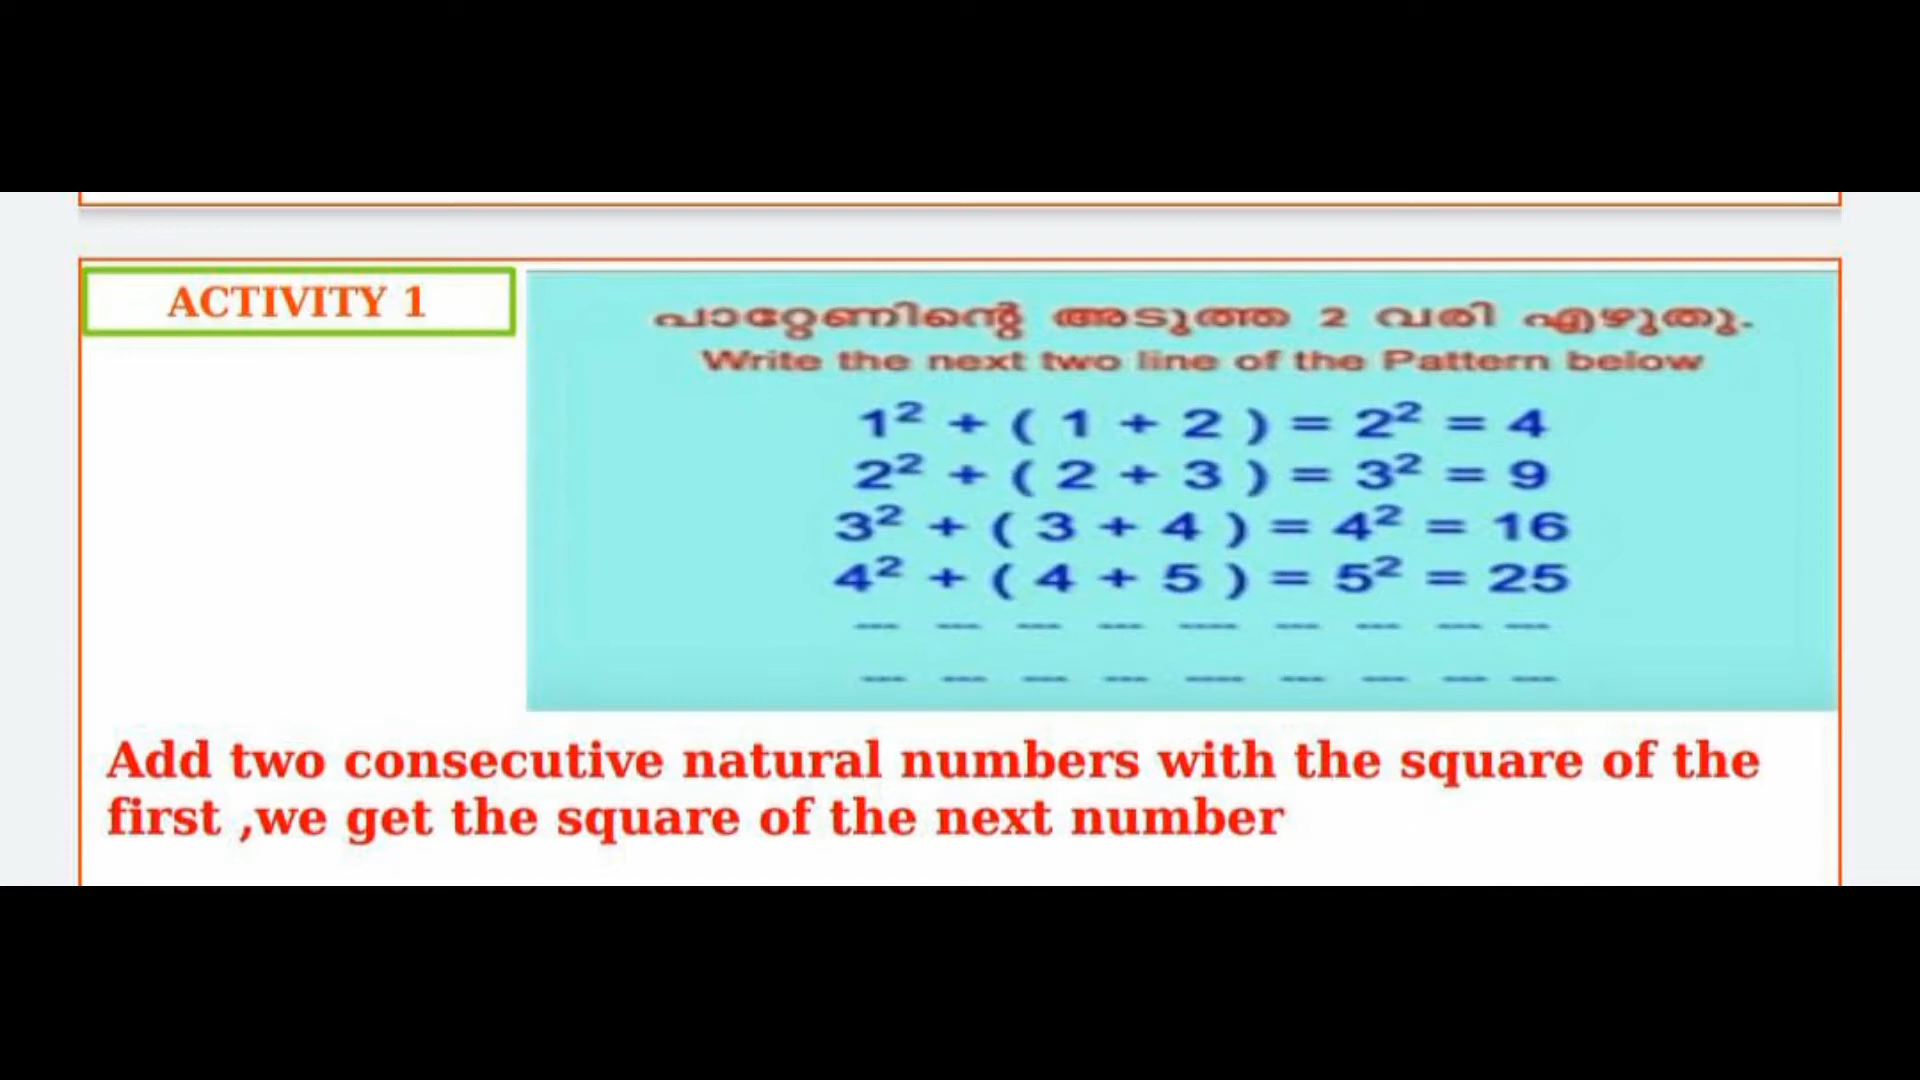 ACTIVITY 1
പാറ്റേണിന്റെ അടുത്ത 2 വരി എഴുതു.
Write the next two line of the Pattern below
1² + ( 1 + 2 ) = 2² = 4
2² + ( 2 + 3 ) = 3² = 9
3² + ( 3 + 4 ) = 4² = 16
4² + ( 4 + 5 ) = 5² = 25
--- --- --- --- ---- --- --- --- ---
--- --- --- --- ---- --- --- --- ---
Add two consecutive natural numbers with the square of the
first ,we get the square of the next number